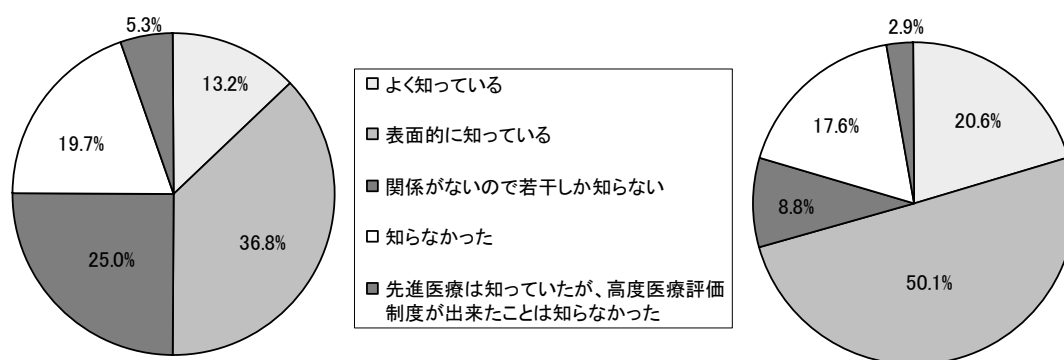 5.3%
13.2%
19.7%
36.8%
25.0%
よく知っている
表面的に知っている
関係がないので若干しか知らない
知らなかった
先進医療は知っていたが、高度医療評価
制度が出来たことは知らなかった
2.9%
20.6%
17.6%
8.8%
50.1%